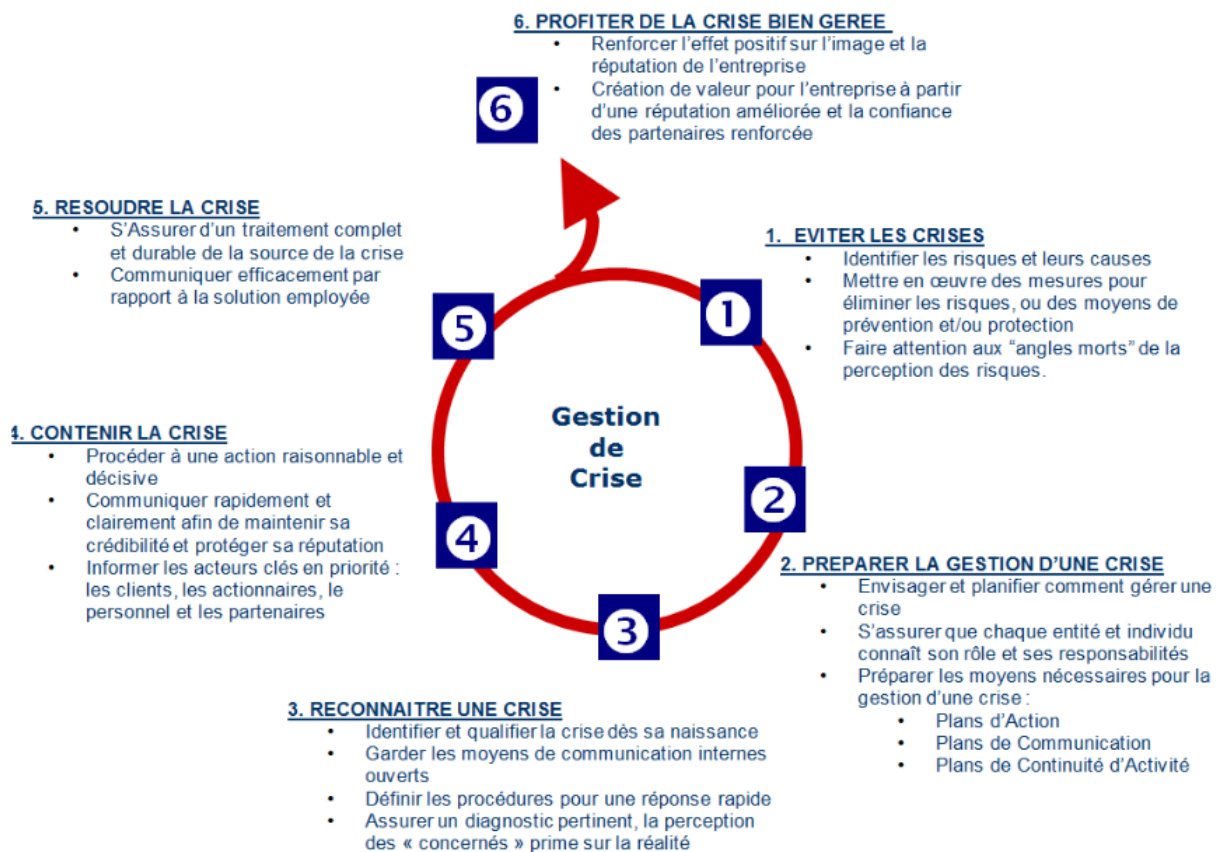 6. PROFITER DE LA CRISE BIEN GEREE
• Renforcer l'effet positif sur l'image et la
réputation de l'entreprise
• Création de valeur pour l'entreprise à partir
d'une réputation améliorée et la confiance
des partenaires renforcée
6
5. RESOUDRE LA CRISE
• S'Assurer d'un traitement complet
et durable de la source de la crise
• Communiquer efficacement par
rapport à la solution employée
5
1. EVITER LES CRISES
• Identifier les risques et leurs causes
• Mettre en œuvre des mesures pour
éliminer les risques, ou des moyens de
prévention et/ou protection
• Faire attention aux “angles morts” de la
perception des risques.
1
Gestion
de
Crise
4. CONTENIR LA CRISE
• Procéder à une action raisonnable et
décisive
• Communiquer rapidement et
clairement afin de maintenir sa
crédibilité et protéger sa réputation
• Informer les acteurs clés en priorité :
les clients, les actionnaires, le
personnel et les partenaires
4
2
2. PREPARER LA GESTION D'UNE CRISE
• Envisager et planifier comment gérer une
crise
• S'assurer que chaque entité et individu
connaît son rôle et ses responsabilités
• Préparer les moyens nécessaires pour la
gestion d'une crise :
• Plans d'Action
• Plans de Communication
• Plans de Continuité d'Activité
3
3. RECONNAITRE UNE CRISE
• Identifier et qualifier la crise dès sa naissance
• Garder les moyens de communication internes
ouverts
• Définir les procédures pour une réponse rapide
• Assurer un diagnostic pertinent, la perception
des « concernés » prime sur la réalité